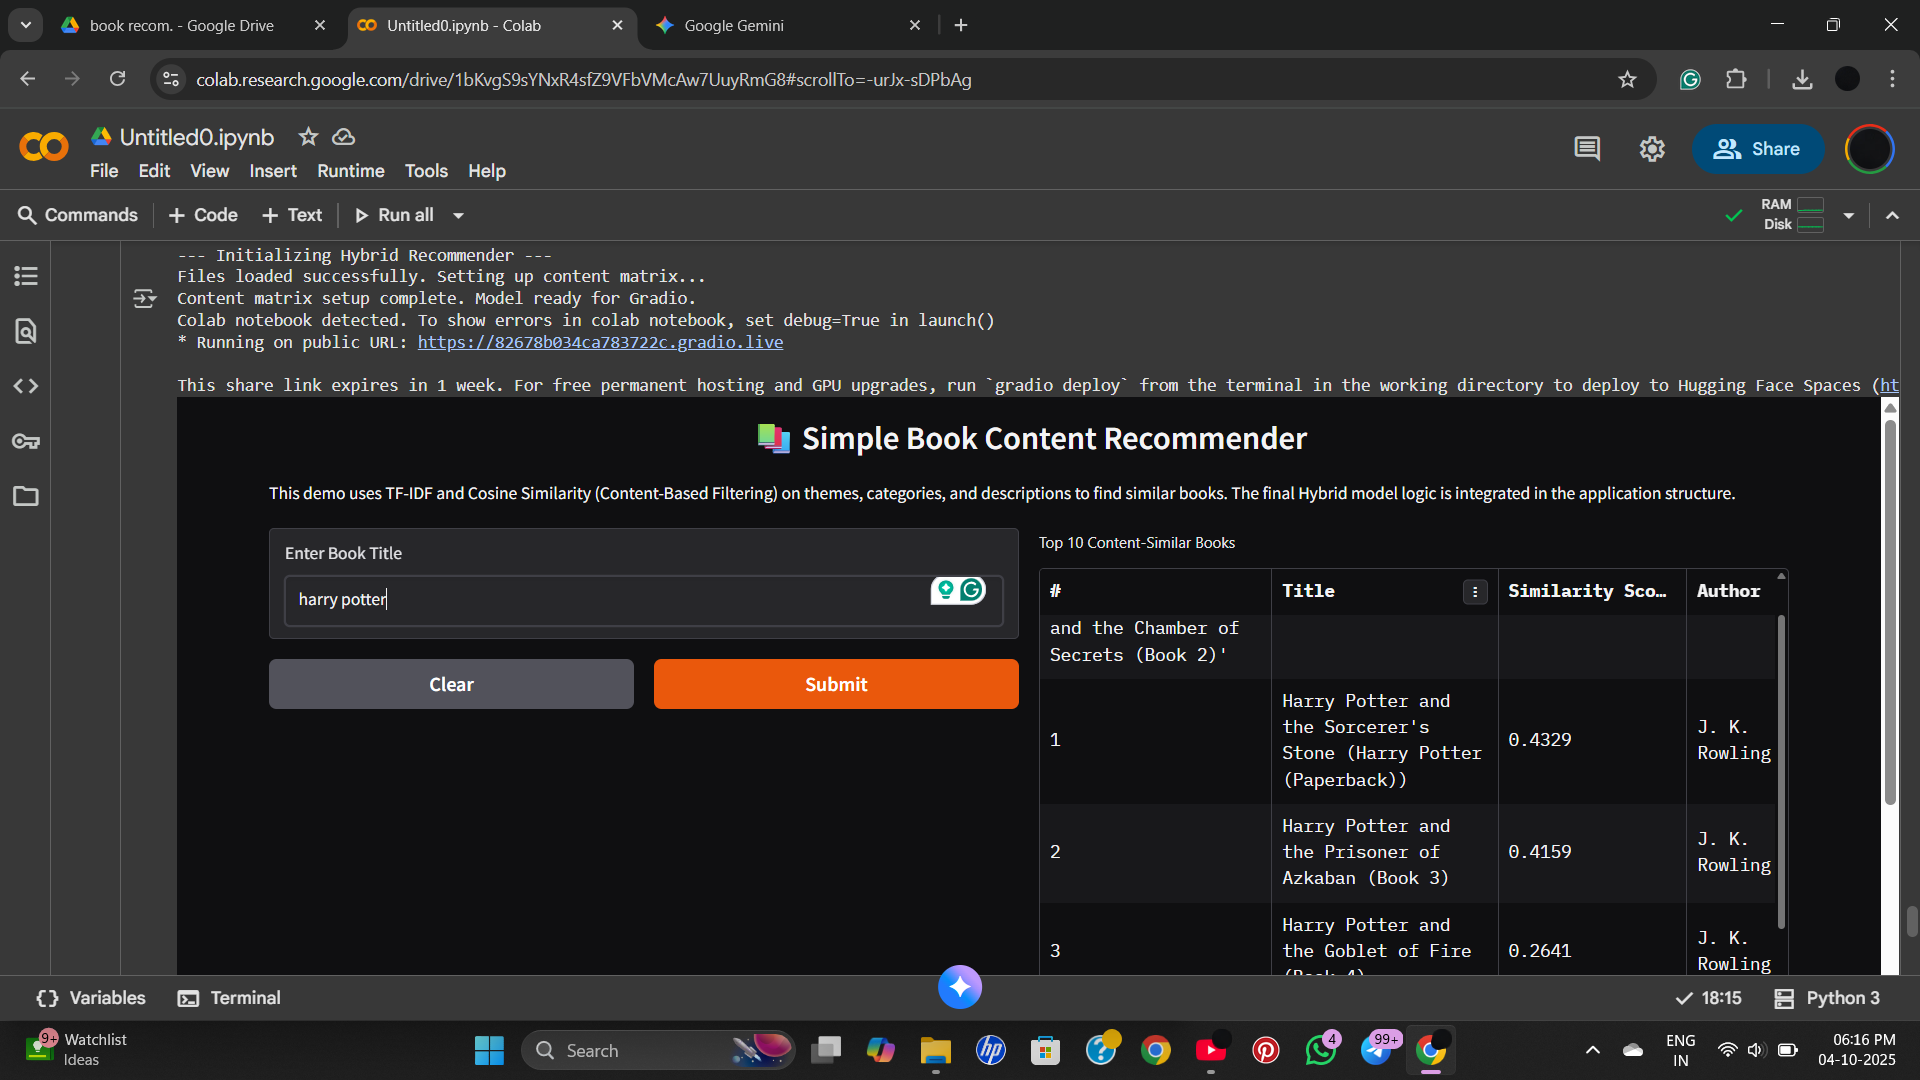 book recom. - Google Drive
Untitled0.ipynb - Colab
Google Gemini
colab.research.google.com/drive/1bKvgS9sYNxR4sfZ9VFbVMcAw7UuyRmG8#scrollTo=-urJx-sDPbAg
Untitled0.ipynb
File Edit View Insert Runtime Tools Help
Share
Commands + Code + Text Run all
RAM
Disk
--- Initializing Hybrid Recommender ---
Files loaded successfully. Setting up content matrix...
Content matrix setup complete. Model ready for Gradio.
Colab notebook detected. To show errors in colab notebook, set debug=True in launch()
* Running on public URL: https://82678b034ca783722c.gradio.live
This share link expires in 1 week. For free permanent hosting and GPU upgrades, run `gradio deploy` from the terminal in the working directory to deploy to Hugging Face Spaces (ht
Simple Book Content Recommender
This demo uses TF-IDF and Cosine Similarity (Content-Based Filtering) on themes, categories, and descriptions to find similar books. The final Hybrid model logic is integrated in the application structure.
Enter Book Title
harry potter
Clear
Submit
Top 10 Content-Similar Books
# Title Similarity Sco... Author
and the Chamber of
Secrets (Book 2)'
1
Harry Potter and
the Sorcerer's
Stone (Harry Potter
(Paperback))
0.4329
J. K.
Rowling
2
Harry Potter and
the Prisoner of
Azkaban (Book 3)
0.4159
J. K.
Rowling
3
Harry Potter and
the Goblet of Fire
(Book 4)
0.2641
J. K.
Rowling
Variables
Terminal
18:15
Python 3
9+
Watchlist
Ideas
Search
4
99+
ENG
IN
06:16 PM
04-10-2025